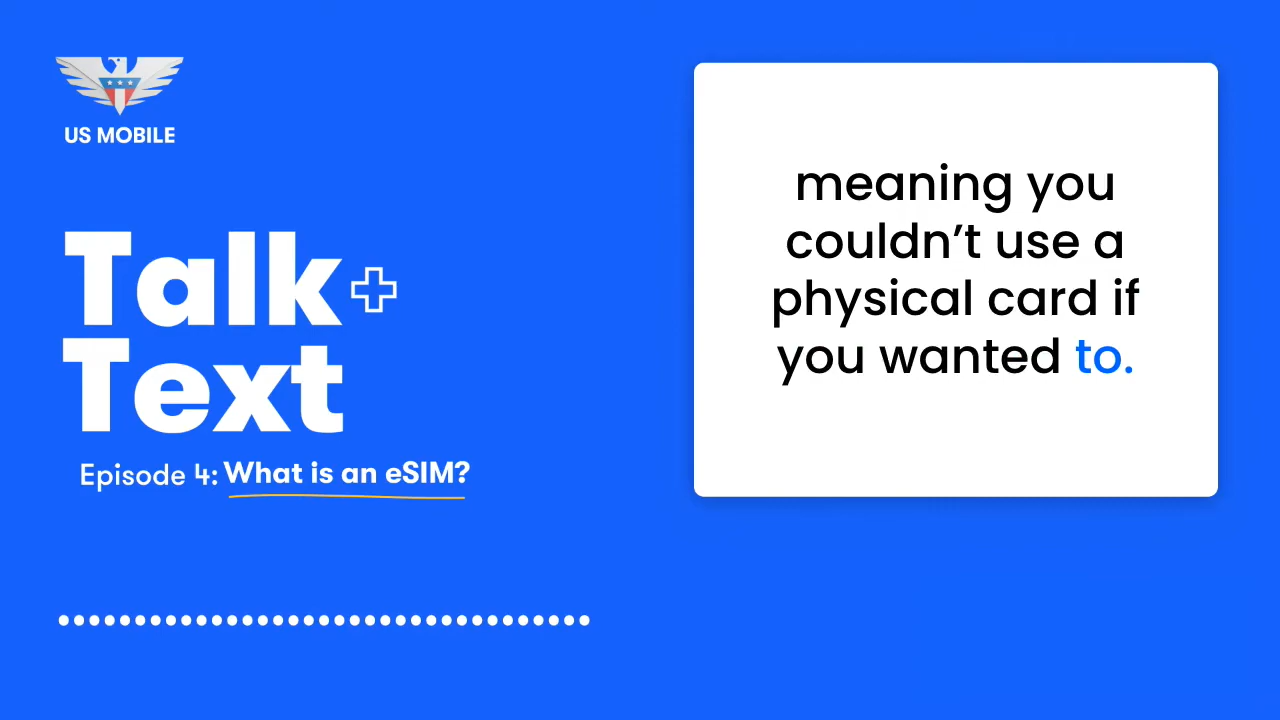 US MOBILE
Talk+
Text
Episode 4: What is an eSIM?
meaning you
couldn’t use a
physical card if
you wanted to.